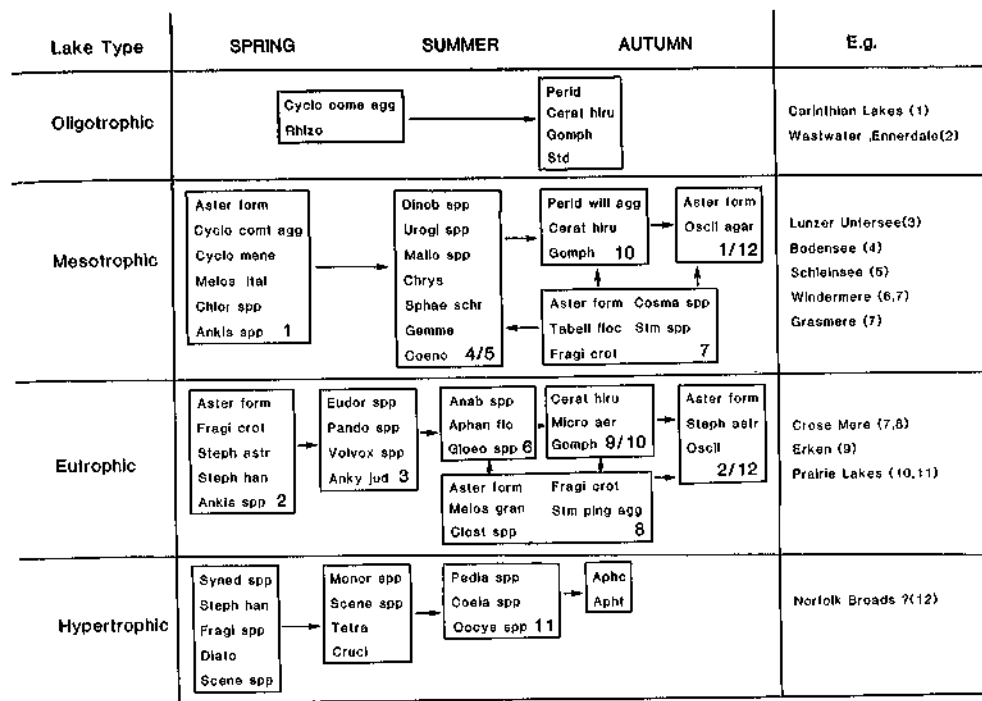 Lake Type SPRING SUMMER AUTUMN E.g.
Oligotrophic
Cyclo come agg
Rhizo
Perid
Cerat hiru
Gomph
Std
Carinthian Lakes (1)
Wastwater ,Ennerdale(2)
Mesotrophic
Aster form
Cyclo comt agg
Cyclo mene
Melos ital
Chlor spp
Ankis spp 1
Dinob spp
Urogl spp
Mallo spp
Chrys
Sphae schr
Gemme
Coeno 4/5
Perid will agg
Cerat hiru
Gomph 10
Aster form
Oscil agar
1/12
Aster form Cosma spp
Tabell floc Stm spp
Fragi crot 7
Lunzer Untersee(3)
Bodensee (4)
Schleinsee (5)
Windermere (6,7)
Grasmere (7)
Eutrophic
Aster form
Fragi crot
Steph astr
Steph han
Ankis spp 2
Eudor spp
Pando spp
Volvox spp
Anky jud 3
Anab spp
Aphan flo
Gloeo spp 6
Cerat hiru
Micro aer
Gomph 9/10
Aster form
Steph astr
Oscil
2/12
Aster form Fragi crot
Melos gran Stm ping agg
Clost spp 8
Crose Mere (7,8)
Erken (9)
Prairie Lakes (10,11)
Hypertrophic
Syned spp
Steph han
Fragi spp
Diato
Scene spp
Monor spp
Scene spp
Tetra
Cruci
Pedia spp
Coela spp
Oocys spp 11
Aphc
Apht
Norfolk Broads ?(12)